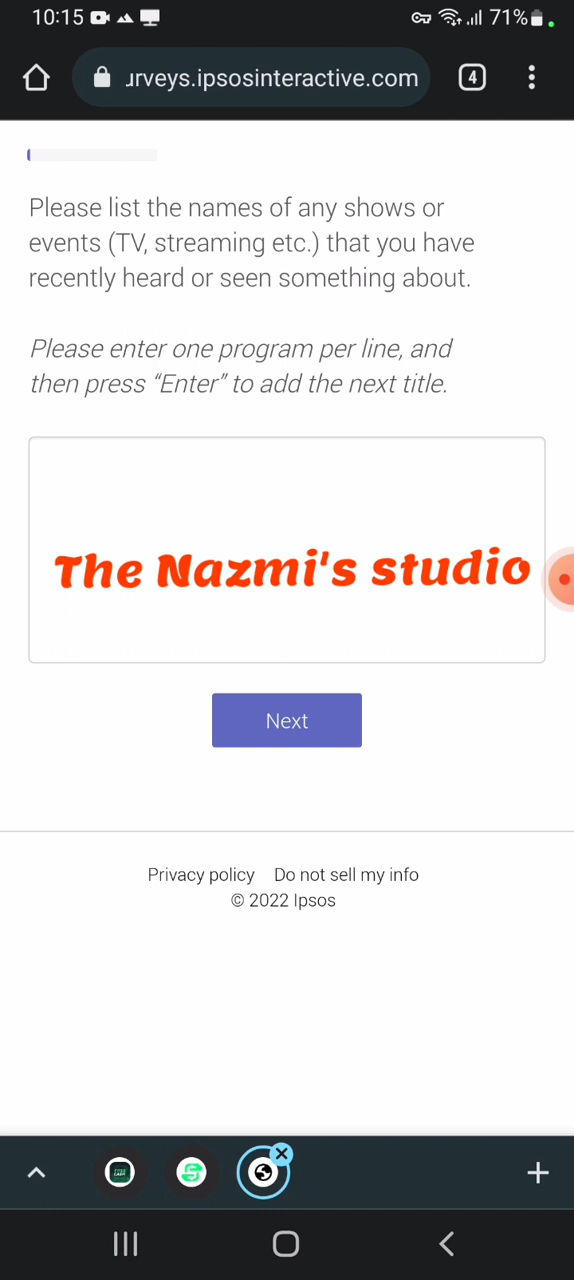 10:15
71%
urveys.ipsosinteractive.com
4
Please list the names of any shows or
events (TV, streaming etc.) that you have
recently heard or seen something about.
Please enter one program per line, and
then press “Enter” to add the next title.
The Nazmi's studio
Next
Privacy policy Do not sell my info
© 2022 Ipsos